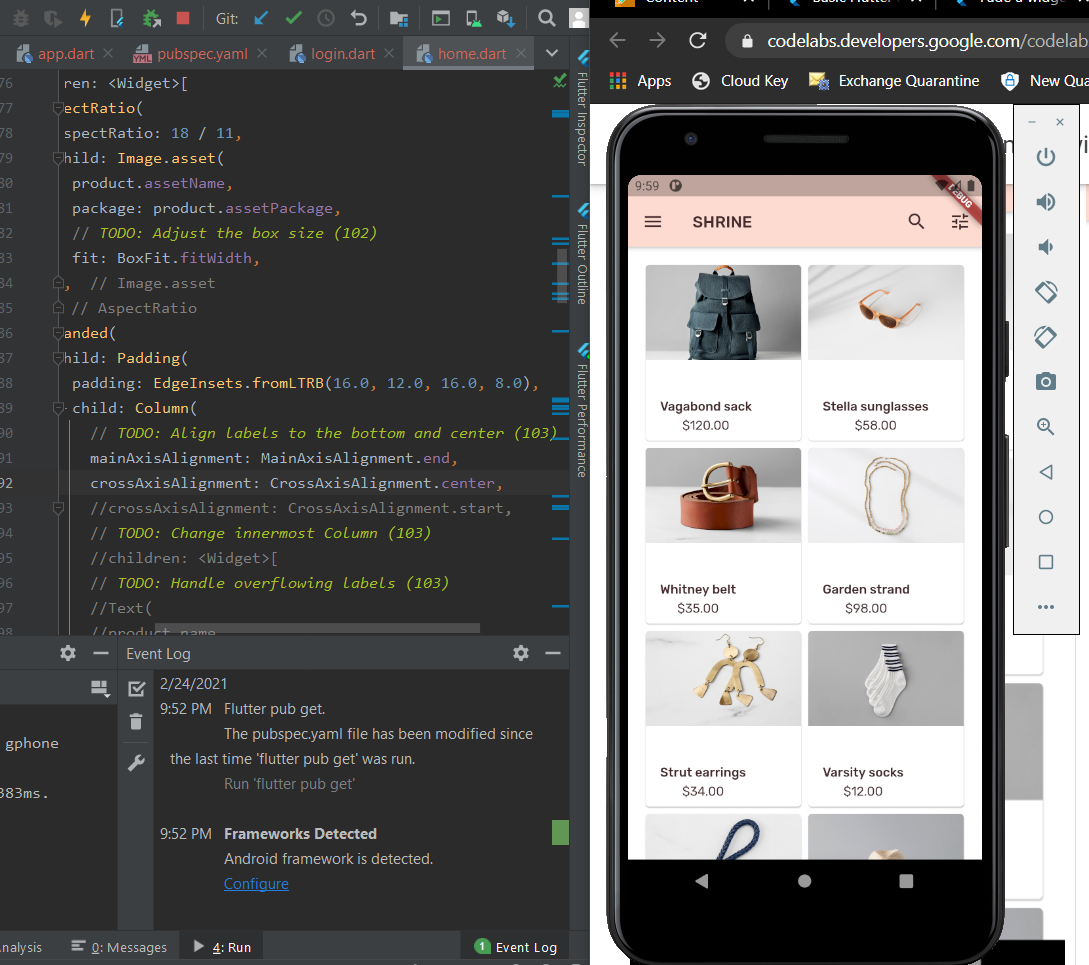 Git:
app.dart
pubspec.yaml
login.dart
home.dart
76 ren: <Widget>[
77 ectRatio(
78 spectRatio: 18 / 11,
79 hild: Image.asset(
80 product.assetName,
81 package: product.assetPackage,
82 // TODO: Adjust the box size (102)
83 fit: BoxFit.fitWidth,
84 , // Image.asset
85 // AspectRatio
86 anded(
87 hild: Padding(
88 padding: EdgeInsets.fromLTRB(16.0, 12.0, 16.0, 8.0),
89 child: Column(
90 // TODO: Align labels to the bottom and center (103)
91 mainAxisAlignment: MainAxisAlignment.end,
92 crossAxisAlignment: CrossAxisAlignment.center,
93 //crossAxisAlignment: CrossAxisAlignment.start,
94 // TODO: Change innermost Column (103)
95 //children: <Widget>[
96 // TODO: Handle overflowing labels (103)
97 //Text(
98 //product.name
Flutter Inspector
Flutter Outline
Flutter Performance
Event Log
gphone
383ms.
2/24/2021
9:52 PM Flutter pub get.
The pubspec.yaml file has been modified since
the last time 'flutter pub get' was run.
Run 'flutter pub get'
9:52 PM Frameworks Detected
Android framework is detected.
Configure
nalysis
0: Messages
4: Run
1 Event Log
Content
codelabs.developers.google.com/codelab
Apps
Cloud Key
Exchange Quarantine
New Qua
9:59
DEBUG
SHRINE
Vagabond sack
$120.00
Stella sunglasses
$58.00
Whitney belt
$35.00
Garden strand
$98.00
Strut earrings
$34.00
Varsity socks
$12.00